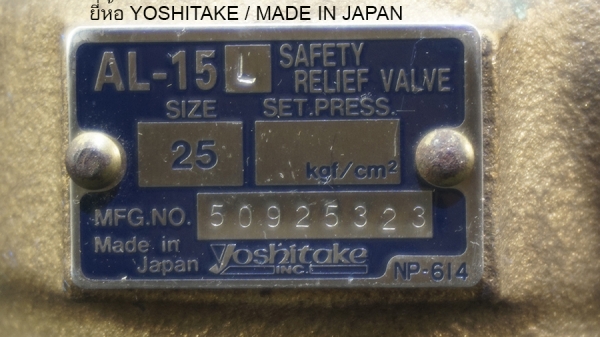 ยี่ห้อ YOSHITAKE / MADE IN JAPAN
AL-15 L SAFETY RELIEF VALVE
SIZE SET.PRESS.
25 kgf/cm²
MFG.NO. 50925323
Made in Japan Yoshitake INC.
NP-614